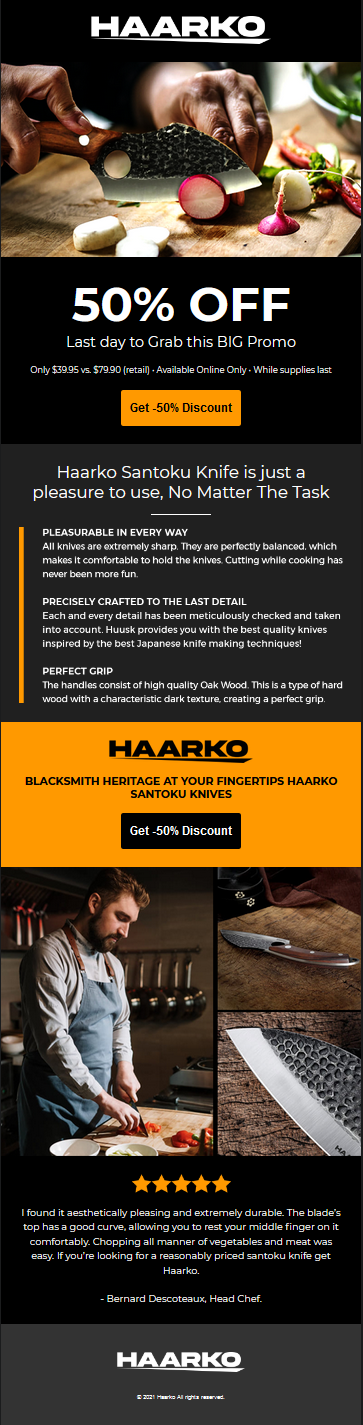 HAARKO
50% OFF
Last day to Grab this BIG Promo
Only $39.95 vs. $79.90 (retail) • Available Online Only • While supplies last
Get -50% Discount
Haarko Santoku Knife is just a
pleasure to use, No Matter The Task
PLEASURABLE IN EVERY WAY
All knives are extremely sharp. They are perfectly balanced, which
makes it comfortable to hold the knives. Cutting while cooking has
never been more fun.
PRECISELY CRAFTED TO THE LAST DETAIL
Each and every detail has been meticulously checked and taken
into account. Huusk provides you with the best quality knives
inspired by the best Japanese knife making techniques!
PERFECT GRIP
The handles consist of high quality Oak Wood. This is a type of hard
wood with a characteristic dark texture, creating a perfect grip.
HAARKO
BLACKSMITH HERITAGE AT YOUR FINGERTIPS HAARKO
SANTOKU KNIVES
Get -50% Discount
I found it aesthetically pleasing and extremely durable. The blade's
top has a good curve, allowing you to rest your middle finger on it
comfortably. Chopping all manner of vegetables and meat was
easy. If you're looking for a reasonably priced santoku knife get
Haarko.
- Bernard Descoteaux, Head Chef.
HAARKO
© 2021 Haarko All rights reserved.